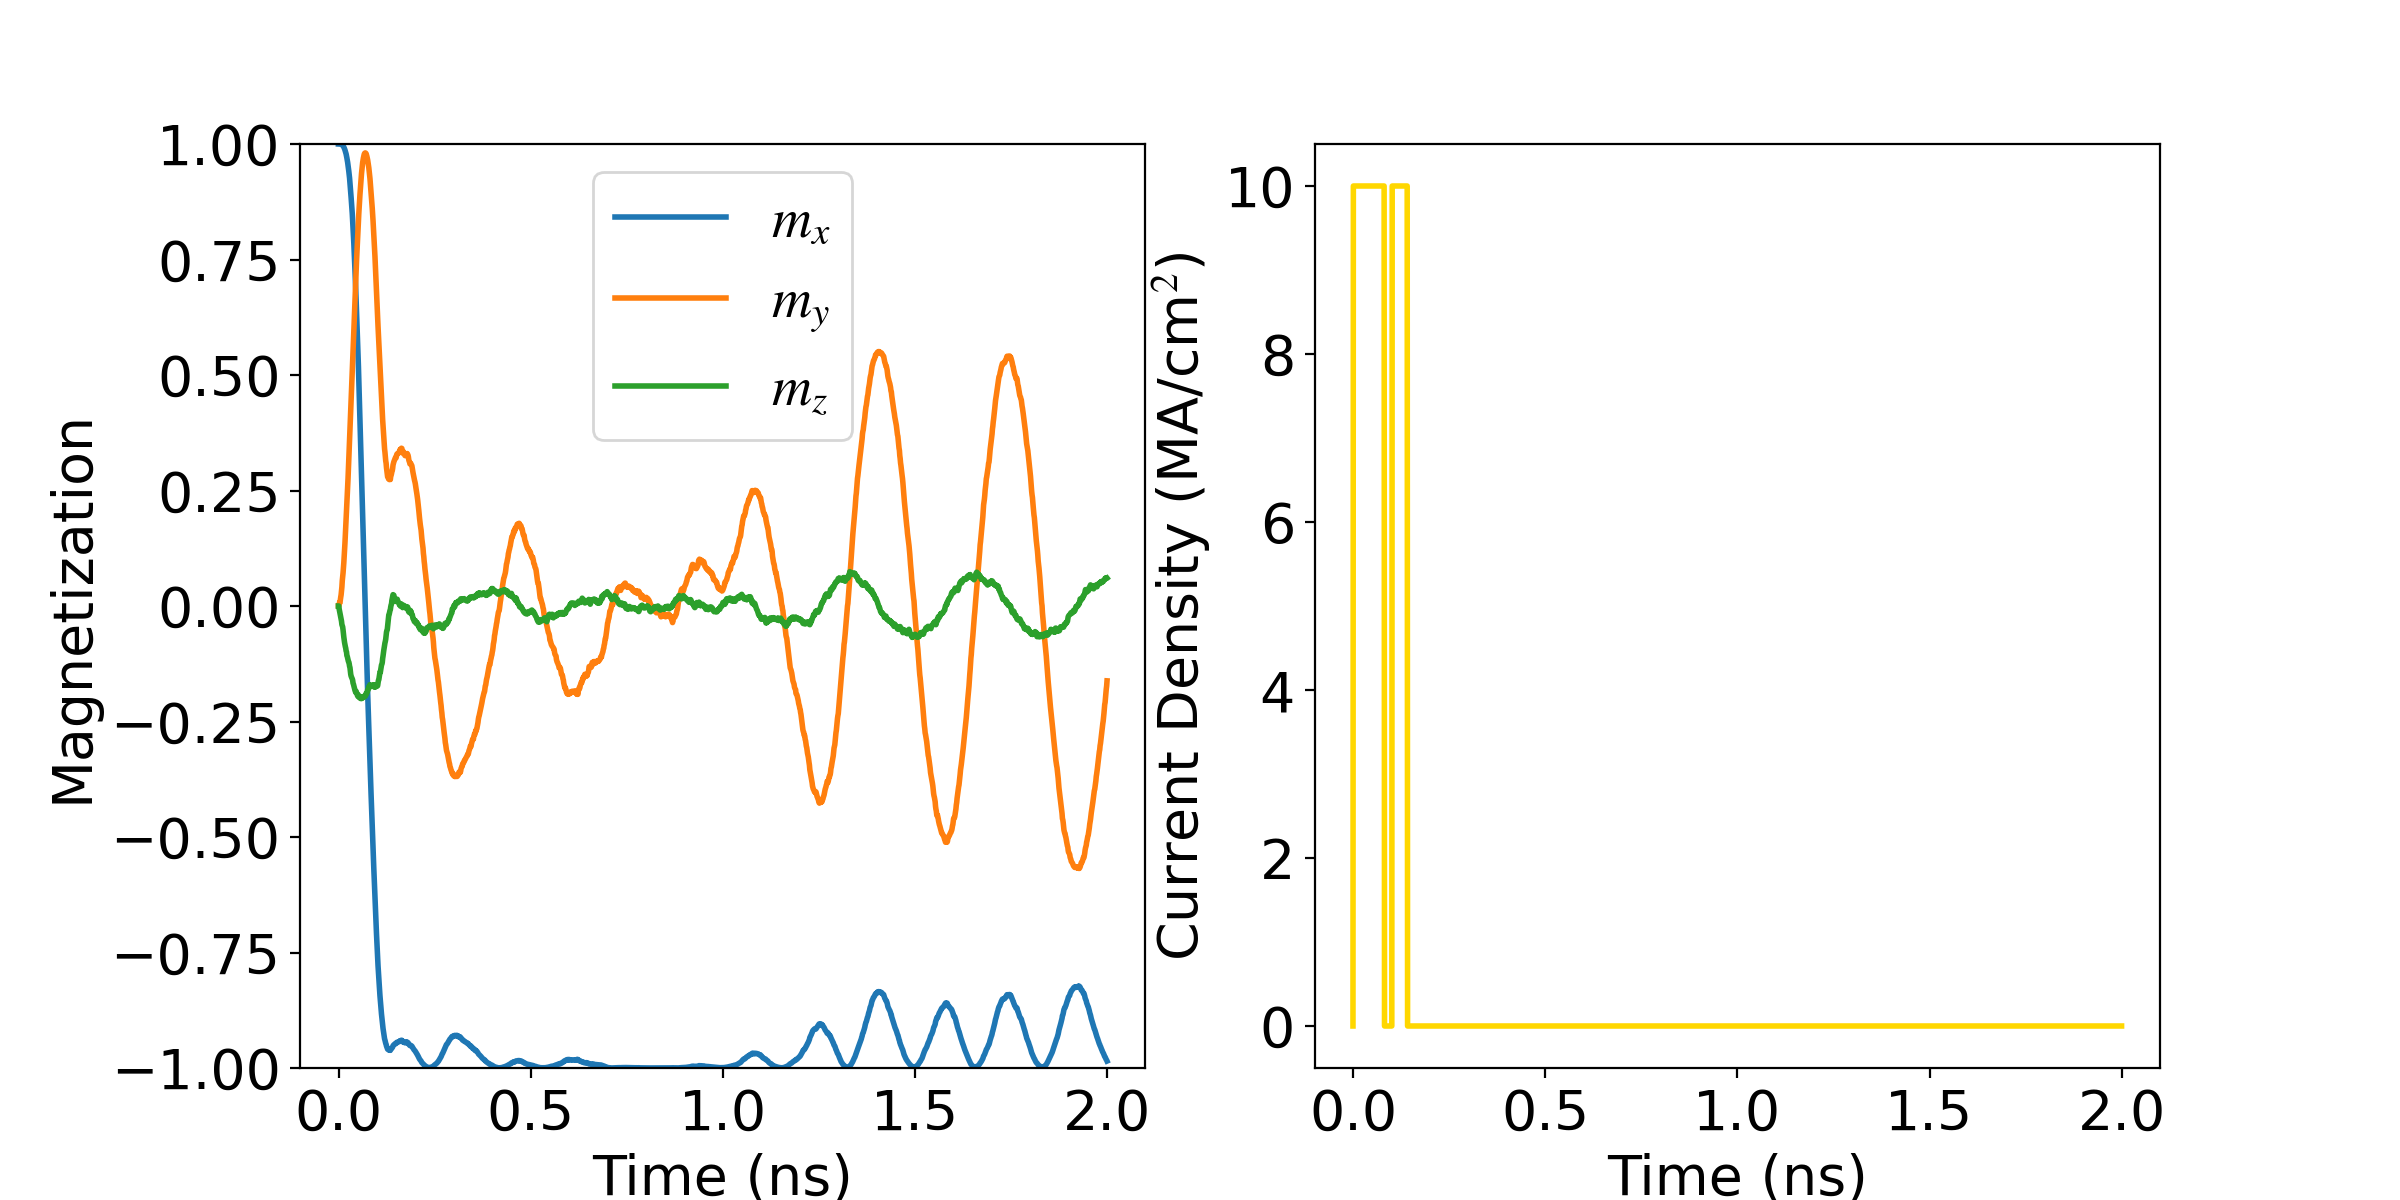 Magnetization
1.00
0.75
0.50
0.25
0.00
−0.25
−0.50
−0.75
−1.00
0.0 0.5 1.0 1.5 2.0
Time (ns)
m_x
m_y
m_z
Current Density (MA/cm²)
10
8
6
4
2
0
0.0 0.5 1.0 1.5 2.0
Time (ns)